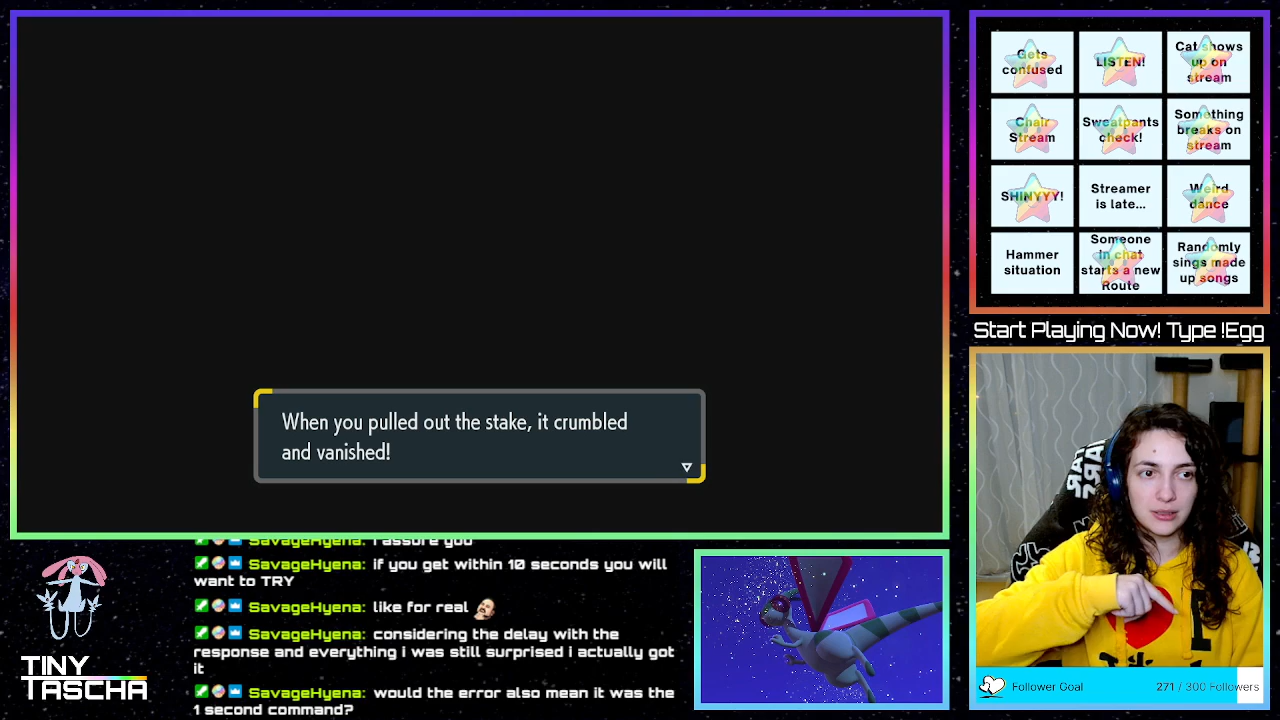 Gets
confused
LISTEN!
Cat shows
up on
stream
Chair
Stream
Sweatpants
check!
Something
breaks on
stream
SHINYYY!
Streamer
is late...
Weird
dance
Hammer
situation
Someone
in chat
starts a new
Route
Randomly
sings made
up songs
Start Playing Now! Type !Egg
When you pulled out the stake, it crumbled
and vanished!
SavageHyena: i assure you
SavageHyena: if you get within 10 seconds you will
want to TRY
SavageHyena: like for real
SavageHyena: considering the delay with the
response and everything i was still surprised i actually got
it
SavageHyena: would the error also mean it was the
1 second command?
TINY
TASCHA
Follower Goal
271 / 300 Followers